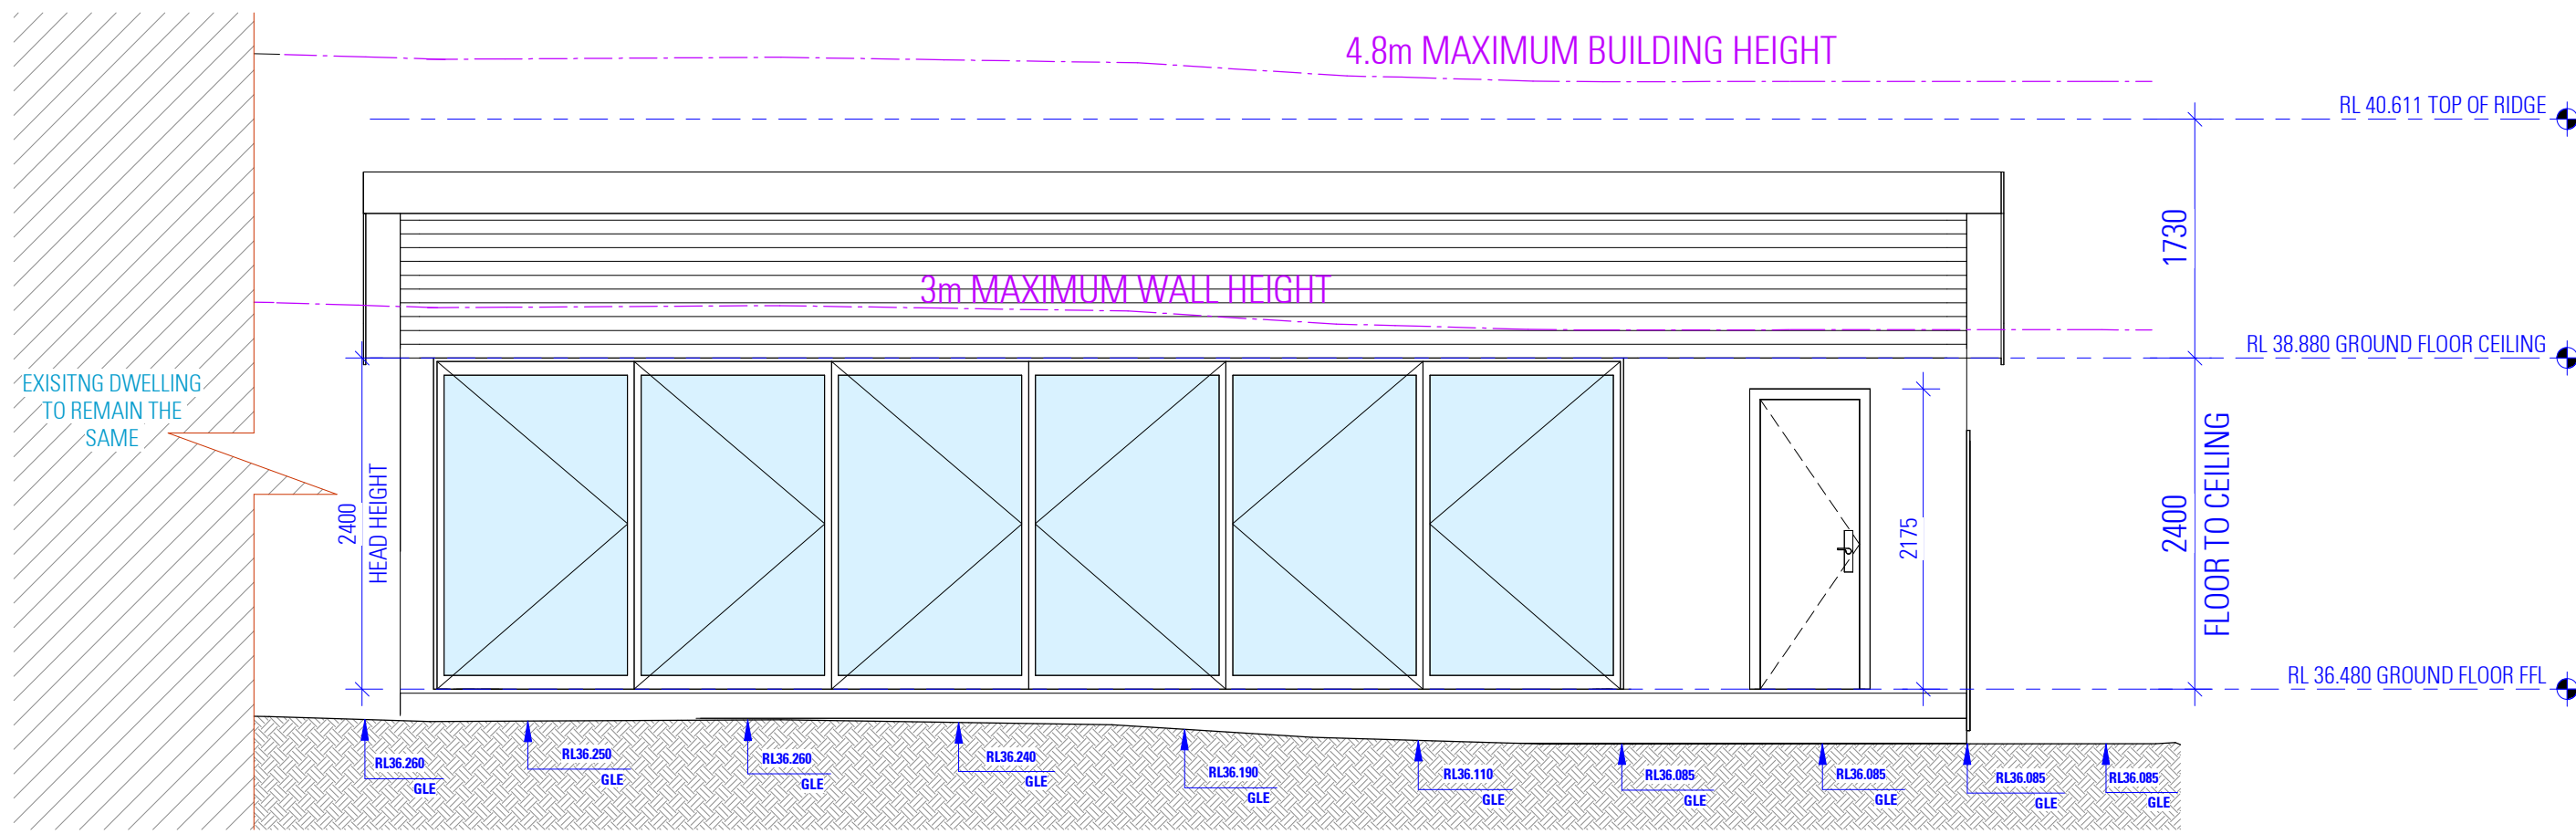 4.8m MAXIMUM BUILDING HEIGHT
RL 40.611 TOP OF RIDGE
1730
3m MAXIMUM WALL HEIGHT
RL 38.880 GROUND FLOOR CEILING
EXISITNG DWELLING
TO REMAIN THE
SAME
2400
HEAD HEIGHT
2175
2400
FLOOR TO CEILING
RL 36.480 GROUND FLOOR FFL
RL36.260
GLE
RL36.250
GLE
RL36.260
GLE
RL36.240
GLE
RL36.190
GLE
RL36.110
GLE
RL36.085
GLE
RL36.085
GLE
RL36.085
GLE
RL36.085
GLE